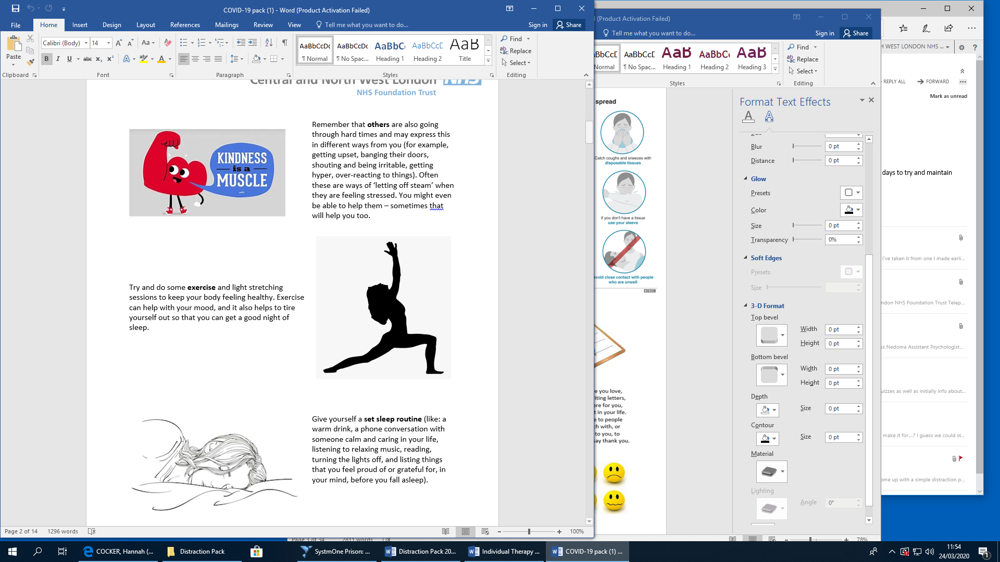 COVID-19 pack (1) - Word (Product Activation Failed)
File Home Insert Design Layout References Mailings Review View Tell me what you want to do... Sign in Share
Paste
Calibri (Body) 14
Clipboard Font Paragraph Styles Editing
AaBbCcDc AaBbCcDc AaBbC AaBbCcD AaB
¶ Normal ¶ No Spac... Heading 1 Heading 2 Title
Find
Replace
Select
Central and North West London NHS
NHS Foundation Trust
KINDNESS
is a
MUSCLE
Remember that others are also going
through hard times and may express this
in different ways from you (for example,
getting upset, banging their doors,
shouting and being irritable, getting
hyper, over-reacting to things). Often
these are ways of ‘letting off steam’ when
they are feeling stressed. You might even
be able to help them – sometimes that
will help you too.
Try and do some exercise and light stretching
sessions to keep your body feeling healthy. Exercise
can help with your mood, and it also helps to tire
yourself out so that you can get a good night of
sleep.
Give yourself a set sleep routine (like: a
warm drink, a phone conversation with
someone calm and caring in your life,
listening to relaxing music, reading,
turning the lights off, and listing things
that you feel proud of or grateful for, in
your mind, before you fall asleep).
Page 2 of 14 1296 words 100%
(Product Activation Failed)
Tell me what you want to do... Sign in Share
AaBbCcDc AaB AaBbCc AaB
Normal ¶ No Spac... Heading 1 Heading 2 Heading 3
Find
Replace
Select
Styles Editing
spread
Catch coughs and sneezes with
disposable tissues
If you don't have a tissue
use your sleeve
Avoid close contact with people
who are unwell
BBC
e you love,
iting letters,
ere for you,
t in your life.
e to people
ch with, or
to you, to
say thank you.
Format Text Effects
Size
Blur 0 pt
Distance 0 pt
Glow
Presets
Color
Size 0 pt
Transparency 0%
Soft Edges
Presets
Size
3-D Format
Top bevel
Width 0 pt
Height 0 pt
Bottom bevel
Width 0 pt
Height 0 pt
Depth
Size 0 pt
Contour
Size 0 pt
Material
Lighting
Angle 0°
Page 3 of 34 2811 words 78%
H WEST LONDON NHS ...
REPLY ALL FORWARD
Mark as unread
days to try and maintain
I've taken it from one I made earli...
ndon NHS Foundation Trust Telep...
ss Nedoma Assistant Psychologist...
uizzes as well as initially info about...
make it for....? I guess we could st...
ome up with a simple distraction p...
COCKER, Hannah (... Distraction Pack SystmOne Prison: ... Distraction Pack 20... Individual Therapy ... COVID-19 pack (1) ...
11:54
24/03/2020
1